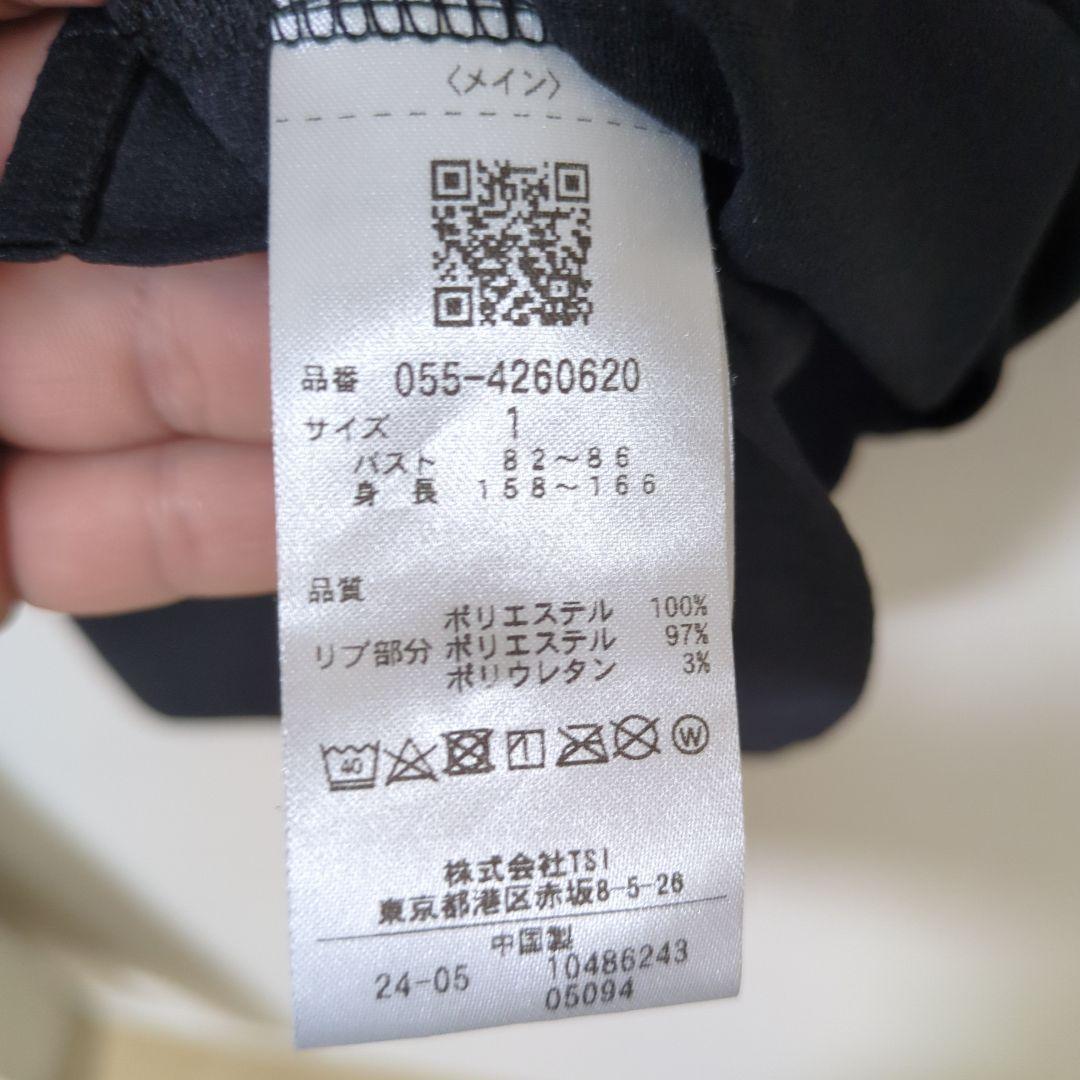 〈メイン〉
品番 055-4260620
サイズ 1
バスト 82〜86
身長 158〜166
品質
ポリエステル 100%
リブ部分 ポリエステル 97%
ポリウレタン 3%
40 W
株式会社TSI
東京都港区赤坂8-5-26
中国製
24-05 10486243
05094